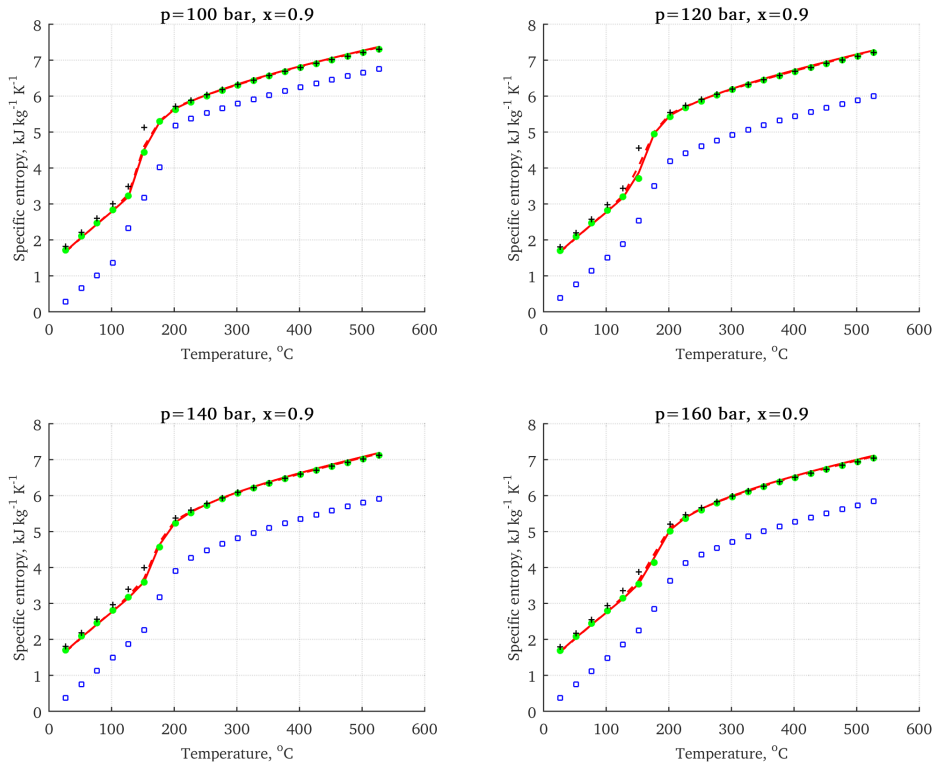 p=100 bar, x=0.9
Specific entropy, kJ kg⁻¹ K⁻¹
8
7
6
5
4
3
2
1
0
0 100 200 300 400 500 600
Temperature, °C
p=120 bar, x=0.9
Specific entropy, kJ kg⁻¹ K⁻¹
8
7
6
5
4
3
2
1
0
0 100 200 300 400 500 600
Temperature, °C
p=140 bar, x=0.9
Specific entropy, kJ kg⁻¹ K⁻¹
8
7
6
5
4
3
2
1
0
0 100 200 300 400 500 600
Temperature, °C
p=160 bar, x=0.9
Specific entropy, kJ kg⁻¹ K⁻¹
8
7
6
5
4
3
2
1
0
0 100 200 300 400 500 600
Temperature, °C